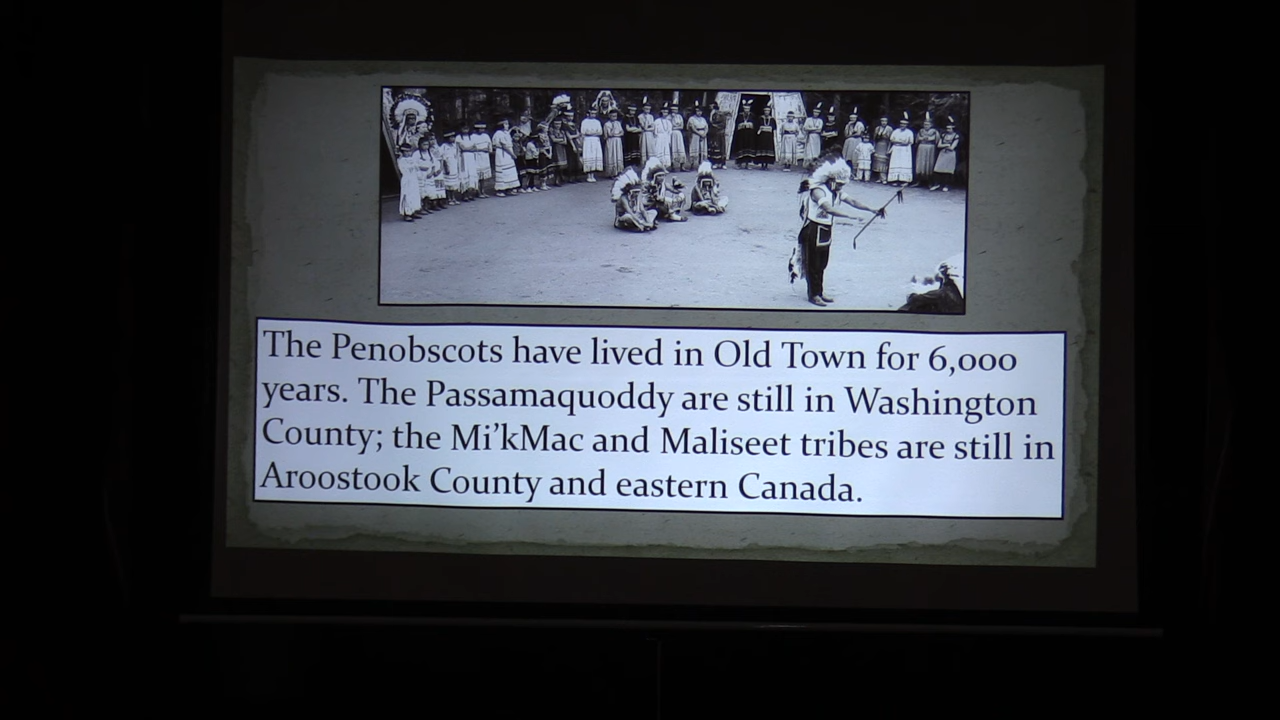 The Penobscots have lived in Old Town for 6,000
years. The Passamaquoddy are still in Washington
County; the Mi’kMac and Maliseet tribes are still in
Aroostook County and eastern Canada.